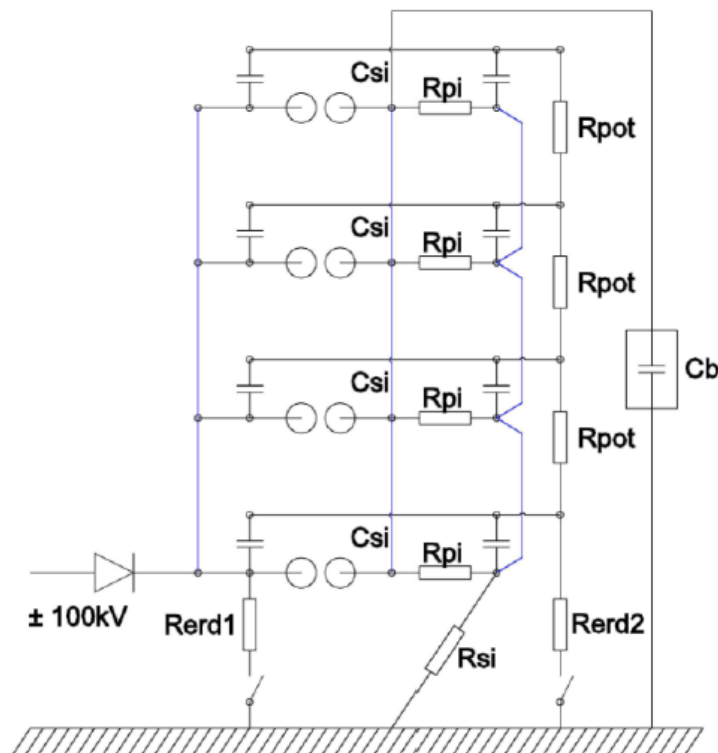 Csi
Rpi
Rpot
Csi
Rpi
Rpot
Csi
Rpi
Cb
Rpot
Csi
Rpi
± 100kV
Rerd1
Rsi
Rerd2